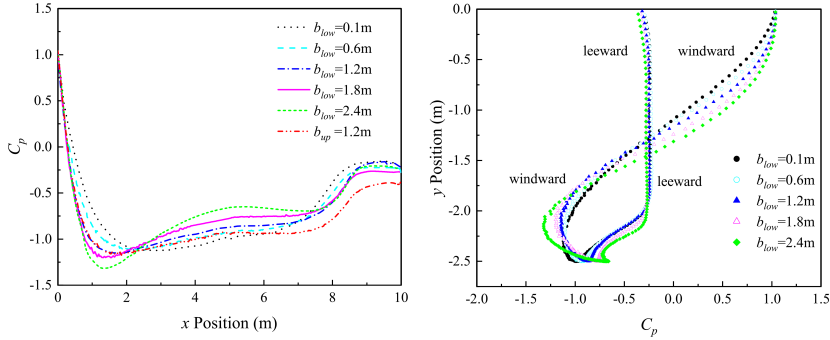 1.5
1.0
0.5
0.0
-0.5
-1.0
-1.5
C_p
0
2
4
6
8
10
x Position (m)
b_low=0.1m
b_low=0.6m
b_low=1.2m
b_low=1.8m
b_low=2.4m
b_up=1.2m
0.0
-0.5
-1.0
-1.5
-2.0
-2.5
y Position (m)
-2.0
-1.5
-1.0
-0.5
0.0
0.5
1.0
1.5
C_p
leeward
windward
windward
leeward
b_low=0.1m
b_low=0.6m
b_low=1.2m
b_low=1.8m
b_low=2.4m